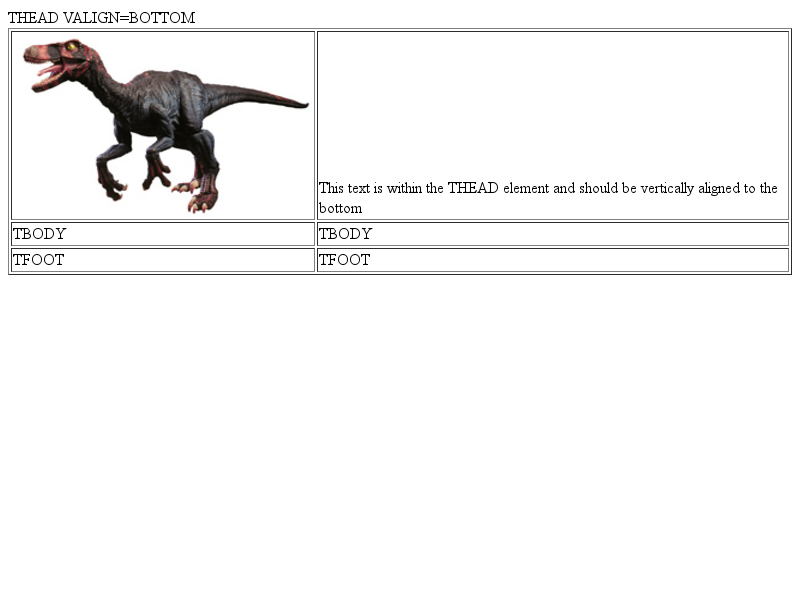 THEAD VALIGN=BOTTOM
This text is within the THEAD element and should be vertically aligned to the
bottom
TBODY
TBODY
TFOOT
TFOOT